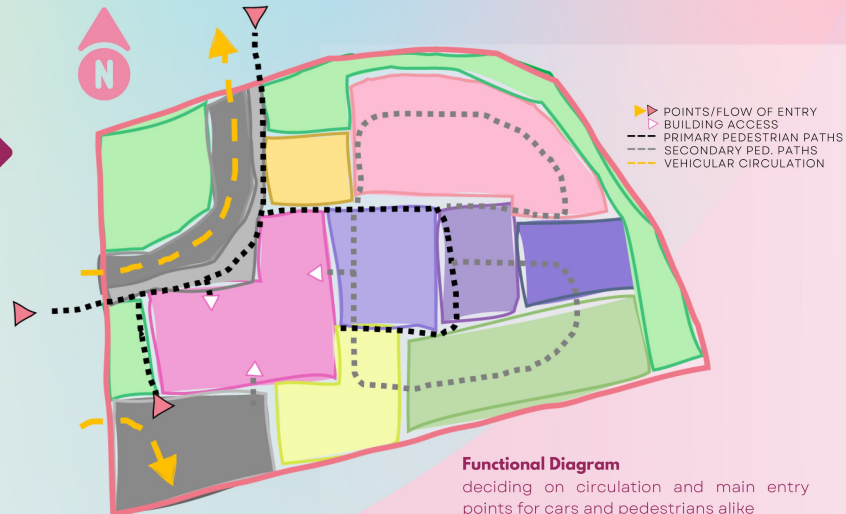 N
POINTS/FLOW OF ENTRY
BUILDING ACCESS
PRIMARY PEDESTRIAN PATHS
SECONDARY PED. PATHS
VEHICULAR CIRCULATION
Functional Diagram
deciding on circulation and main entry
points for cars and pedestrians alike